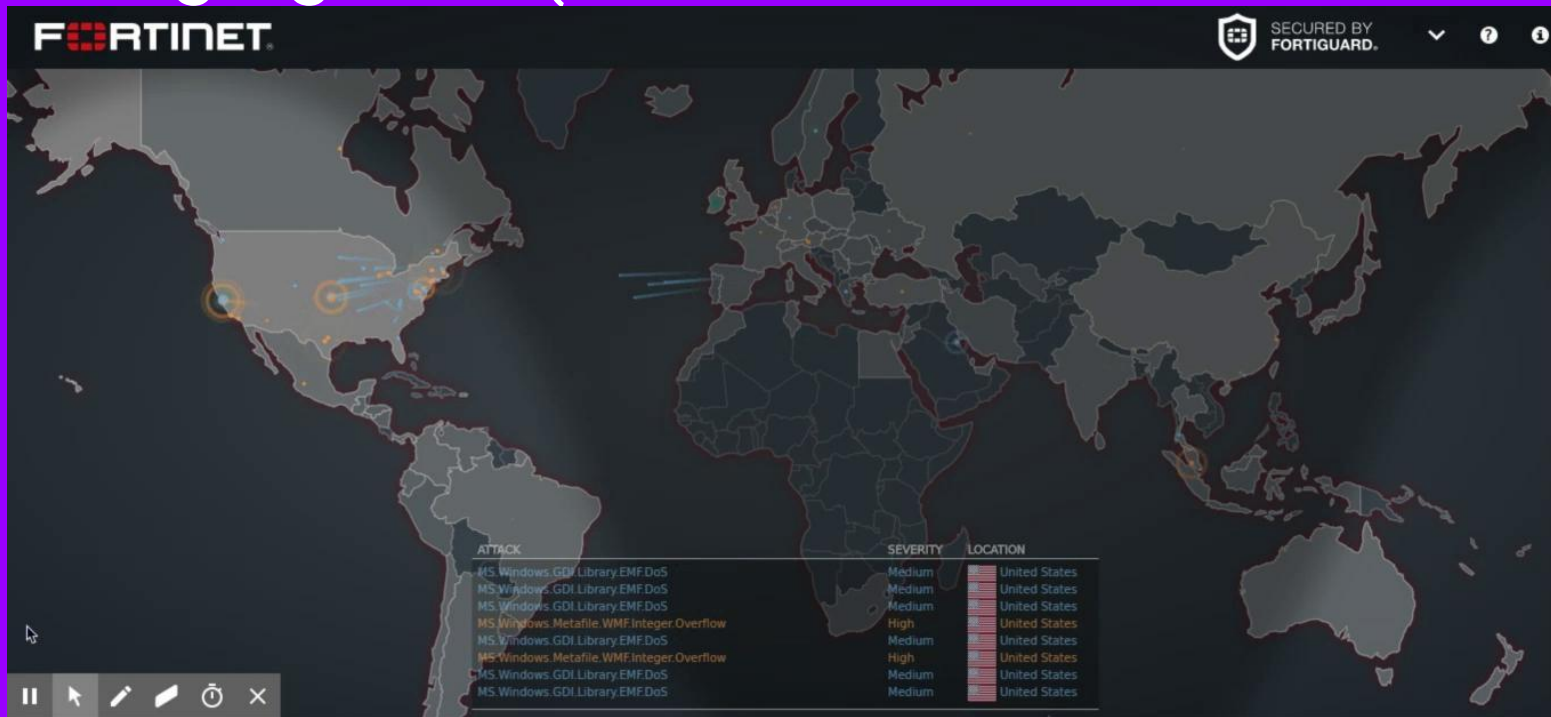 FORTINET
SECURED BY
FORTIGUARD.
ATTACK SEVERITY LOCATION
MS.Windows.GDI.Library.EMF.DoS Medium United States
MS.Windows.GDI.Library.EMF.DoS Medium United States
MS.Windows.GDI.Library.EMF.DoS Medium United States
MS.Windows.Metafile.WMF.Integer.Overflow High United States
MS.Windows.GDI.Library.EMF.DoS Medium United States
MS.Windows.Metafile.WMF.Integer.Overflow High United States
MS.Windows.GDI.Library.EMF.DoS Medium United States
MS.Windows.GDI.Library.EMF.DoS Medium United States